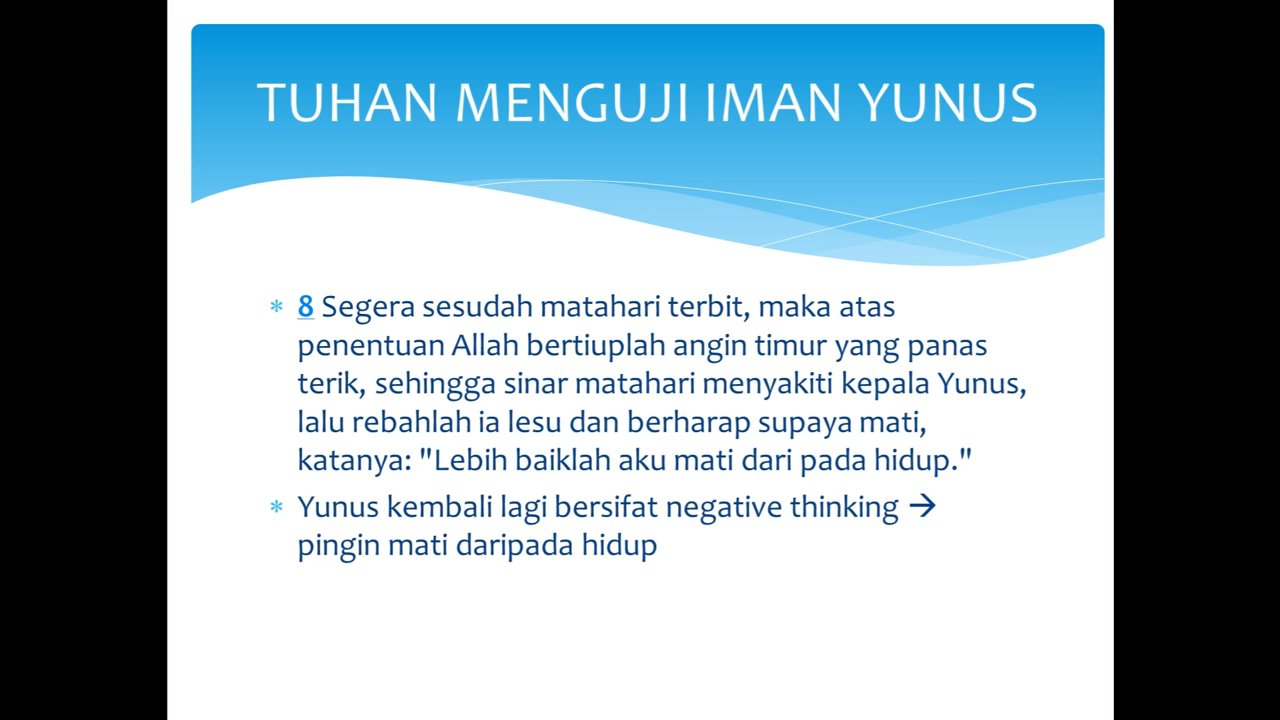 TUHAN MENGUJI IMAN YUNUS
* 8 Segera sesudah matahari terbit, maka atas
penentuan Allah bertiuplah angin timur yang panas
terik, sehingga sinar matahari menyakiti kepala Yunus,
lalu rebahlah ia lesu dan berharap supaya mati,
katanya: "Lebih baiklah aku mati dari pada hidup."
* Yunus kembali lagi bersifat negative thinking →
pingin mati daripada hidup